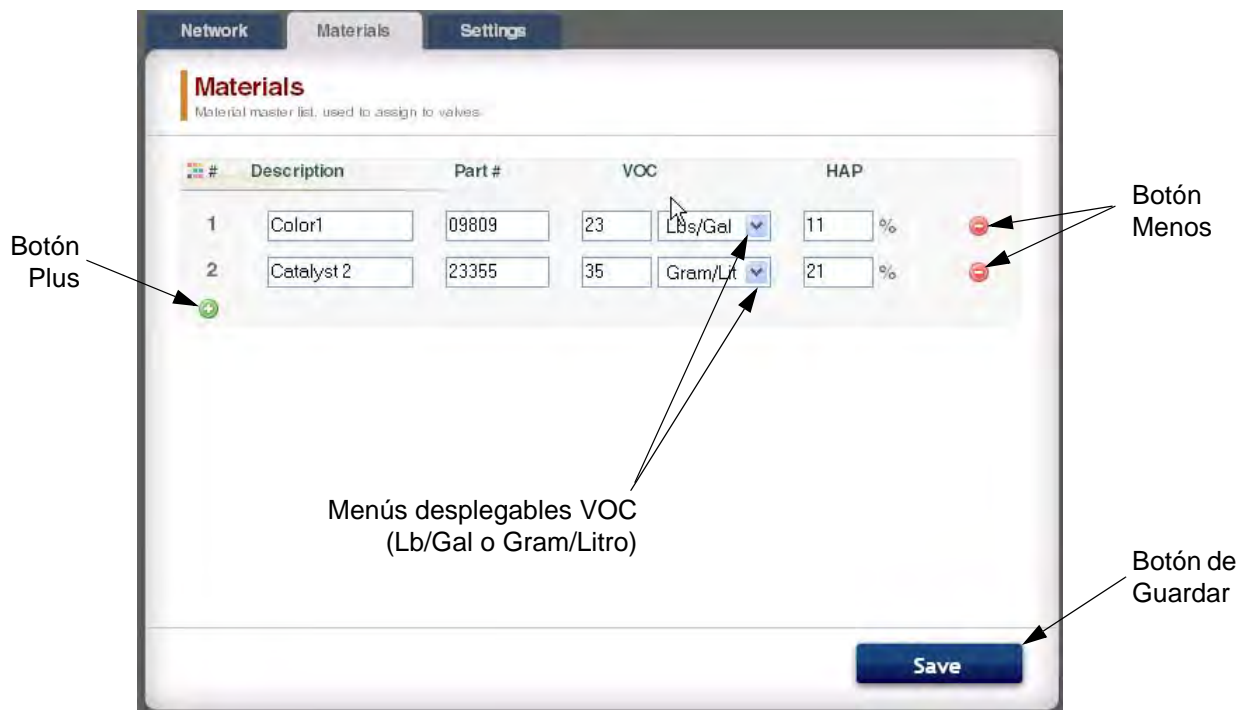 Network Materials Settings
Materials
Material master list, used to assign to valves.
# Description Part # VOC HAP
1 Color1 09809 23 Lbs/Gal 11 %
2 Catalyst 2 23355 35 Gram/Lit 21 %
Botón
Plus
Botón
Menos
Menús desplegables VOC
(Lb/Gal o Gram/Litro)
Botón de
Guardar
Save